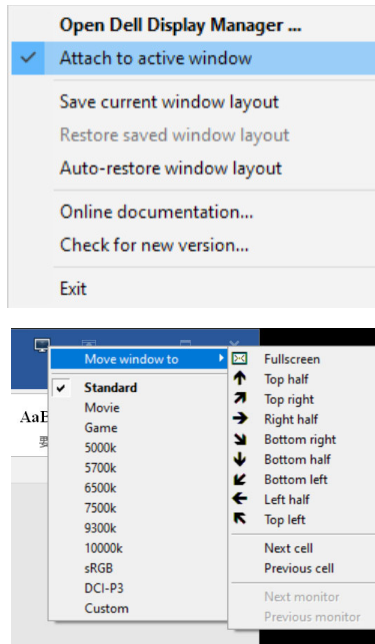 Open Dell Display Manager ...
Attach to active window
Save current window layout
Restore saved window layout
Auto-restore window layout
Online documentation...
Check for new version...
Exit
Move window to
Standard
Movie
Game
5000k
5700k
6500k
7500k
9300k
10000k
sRGB
DCI-P3
Custom
Fullscreen
Top half
Top right
Right half
Bottom right
Bottom half
Bottom left
Left half
Top left
Next cell
Previous cell
Next monitor
Previous monitor